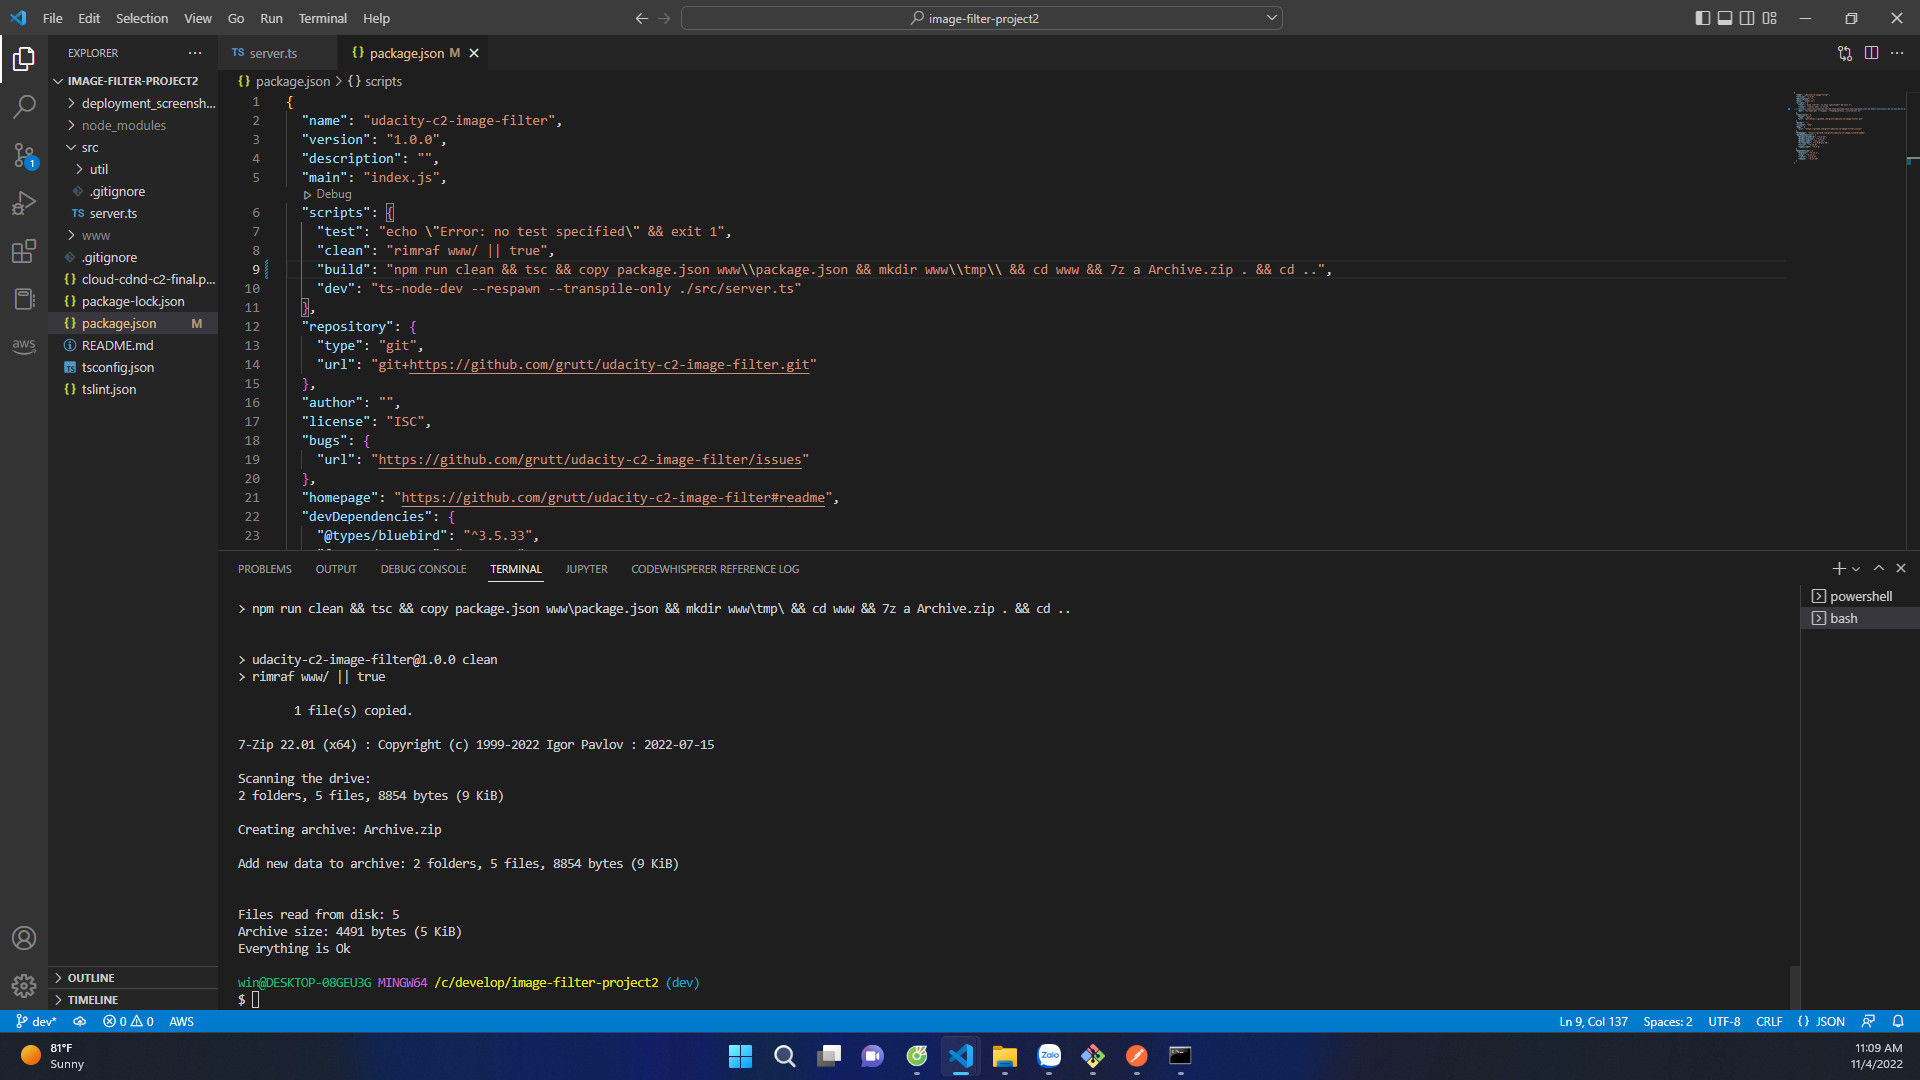 File Edit Selection View Go Run Terminal Help
image-filter-project2
EXPLORER
IMAGE-FILTER-PROJECT2
deployment_screensh...
node_modules
src
util
.gitignore
TS server.ts
www
.gitignore
{} cloud-cdnd-c2-final.p...
{} package-lock.json
{} package.json M
README.md
tsconfig.json
{} tslint.json
OUTLINE
TIMELINE
1
aws
TS server.ts
{} package.json M
{} package.json > {} scripts
1 {
2 "name": "udacity-c2-image-filter",
3 "version": "1.0.0",
4 "description": "",
5 "main": "index.js",
Debug
6 "scripts": {
7 "test": "echo \"Error: no test specified\" && exit 1",
8 "clean": "rimraf www/ || true",
9 "build": "npm run clean && tsc && copy package.json www\\package.json && mkdir www\\tmp\\ && cd www && 7z a Archive.zip . && cd ..",
10 "dev": "ts-node-dev --respawn --transpile-only ./src/server.ts"
11 },
12 "repository": {
13 "type": "git",
14 "url": "git+https://github.com/grutt/udacity-c2-image-filter.git"
15 },
16 "author": "",
17 "license": "ISC",
18 "bugs": {
19 "url": "https://github.com/grutt/udacity-c2-image-filter/issues"
20 },
21 "homepage": "https://github.com/grutt/udacity-c2-image-filter#readme",
22 "devDependencies": {
23 "@types/bluebird": "^3.5.33",
PROBLEMS OUTPUT DEBUG CONSOLE TERMINAL JUPYTER CODEWHISPERER REFERENCE LOG
> npm run clean && tsc && copy package.json www\package.json && mkdir www\tmp\ && cd www && 7z a Archive.zip . && cd ..
> udacity-c2-image-filter@1.0.0 clean
> rimraf www/ || true
1 file(s) copied.
7-Zip 22.01 (x64) : Copyright (c) 1999-2022 Igor Pavlov : 2022-07-15
Scanning the drive:
2 folders, 5 files, 8854 bytes (9 KiB)
Creating archive: Archive.zip
Add new data to archive: 2 folders, 5 files, 8854 bytes (9 KiB)
Files read from disk: 5
Archive size: 4491 bytes (5 KiB)
Everything is Ok
win@DESKTOP-08GEU3G MINGW64 /c/develop/image-filter-project2 (dev)
$
powershell
bash
dev* 0 0 AWS
Ln 9, Col 137 Spaces: 2 UTF-8 CRLF {} JSON
81°F
Sunny
Zalo
11:09 AM
11/4/2022